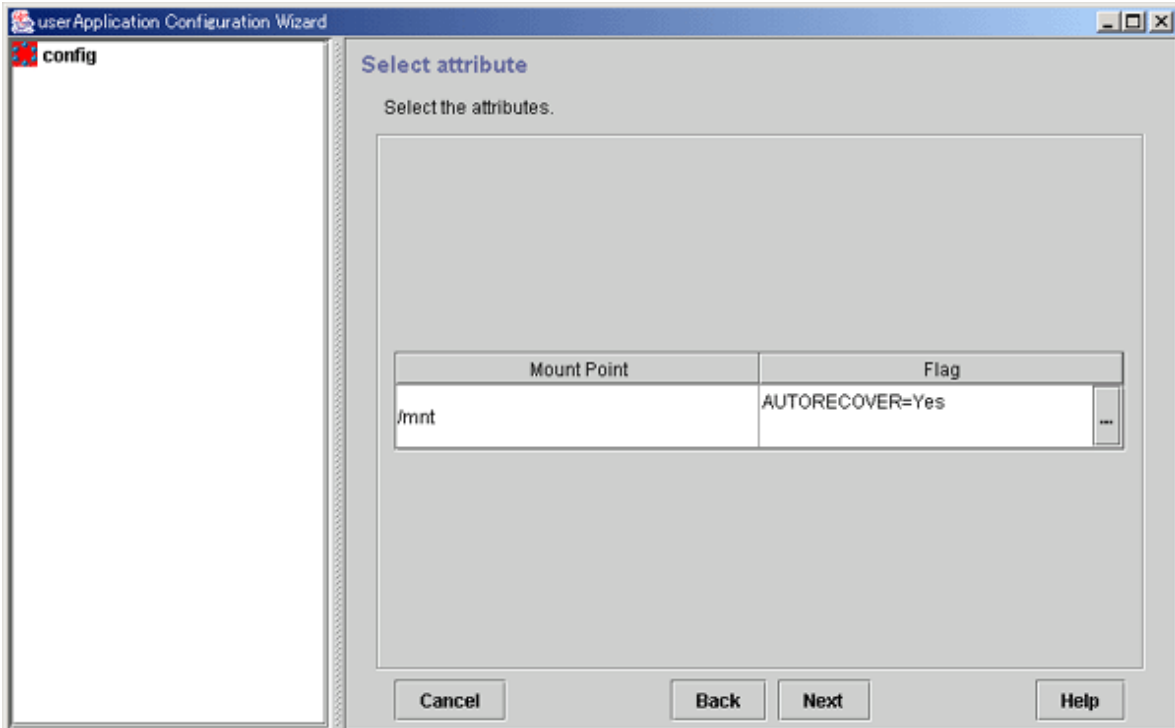 userApplication Configuration Wizard
config
Select attribute
Select the attributes.
Mount Point Flag
/mnt AUTORECOVER=Yes ...
Cancel Back Next Help